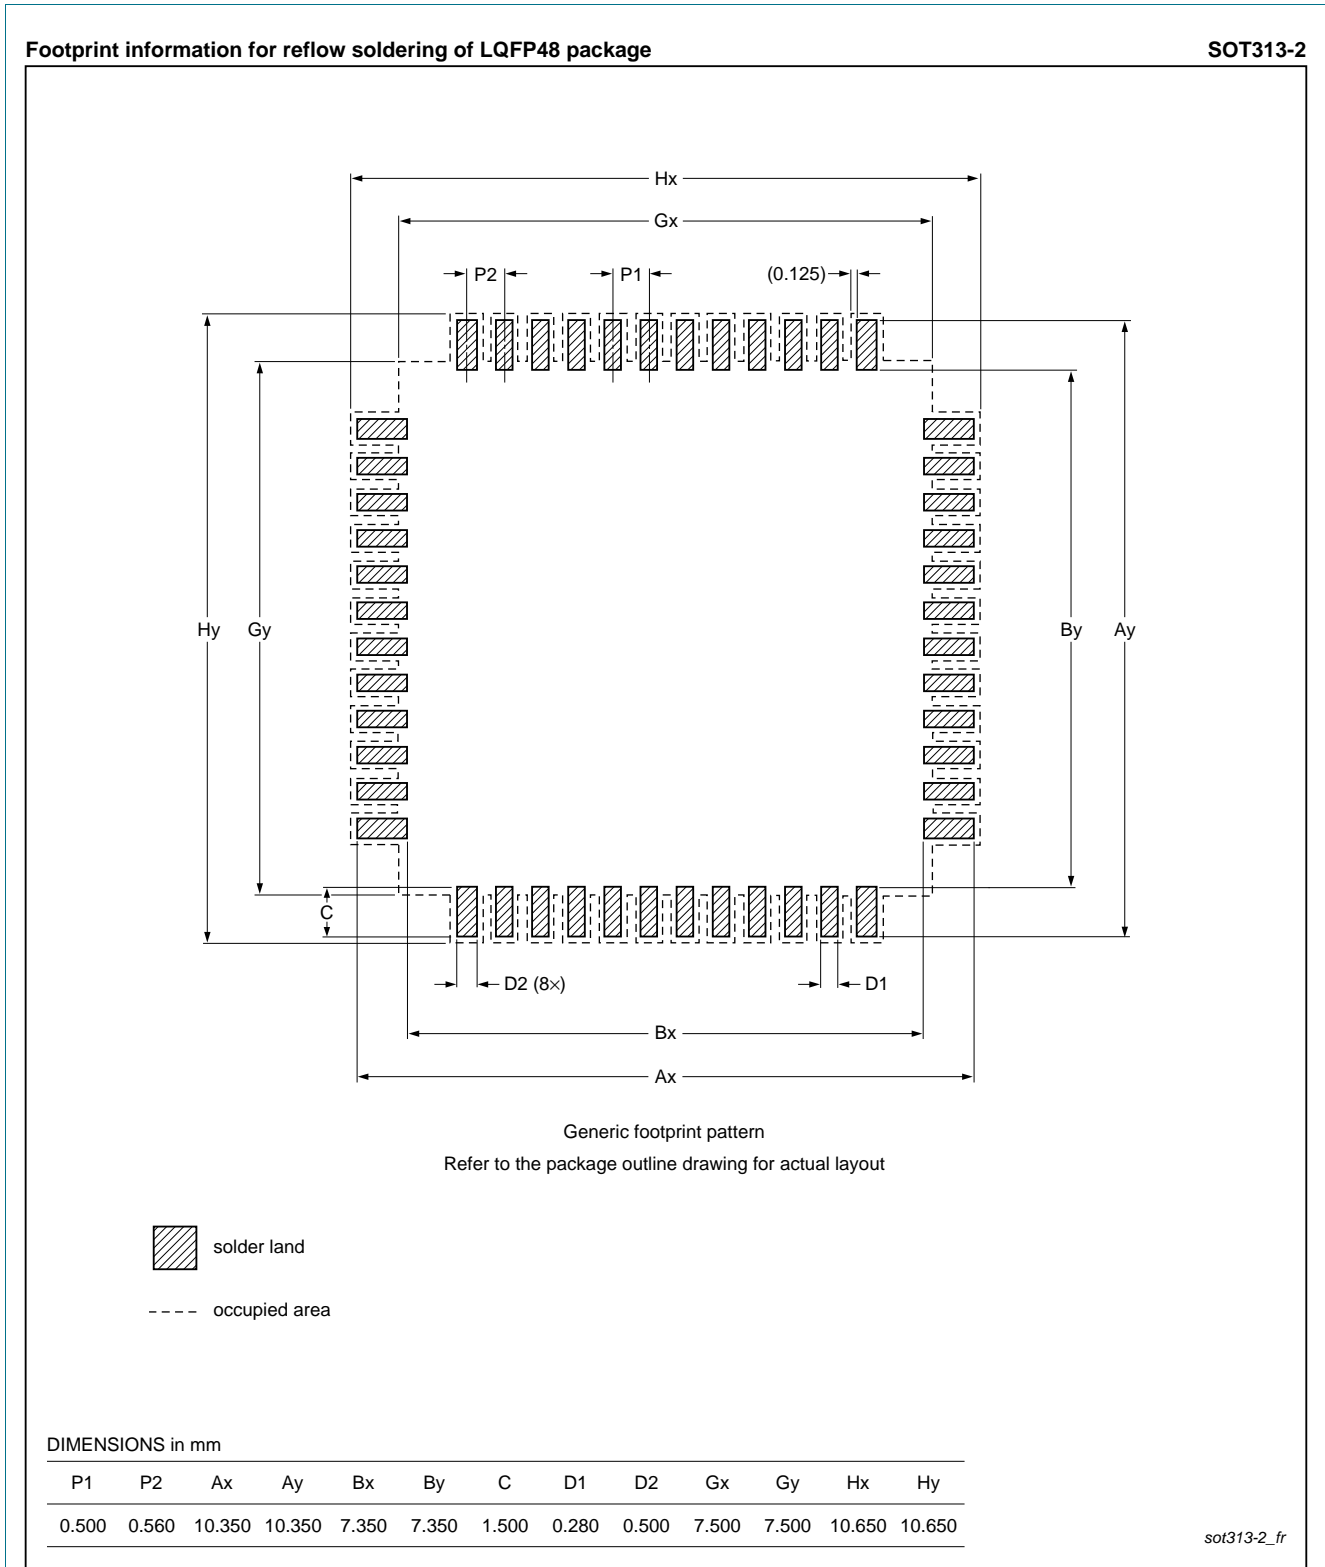 Footprint information for reflow soldering of LQFP48 package SOT313-2
Hx
Gx
P2 P1 (0.125)
Hy Gy By Ay
C
D2 (8×) D1
Bx
Ax
Generic footprint pattern
Refer to the package outline drawing for actual layout
solder land
occupied area
DIMENSIONS in mm
P1 P2 Ax Ay Bx By C D1 D2 Gx Gy Hx Hy
0.500 0.560 10.350 10.350 7.350 7.350 1.500 0.280 0.500 7.500 7.500 10.650 10.650
sot313-2_fr